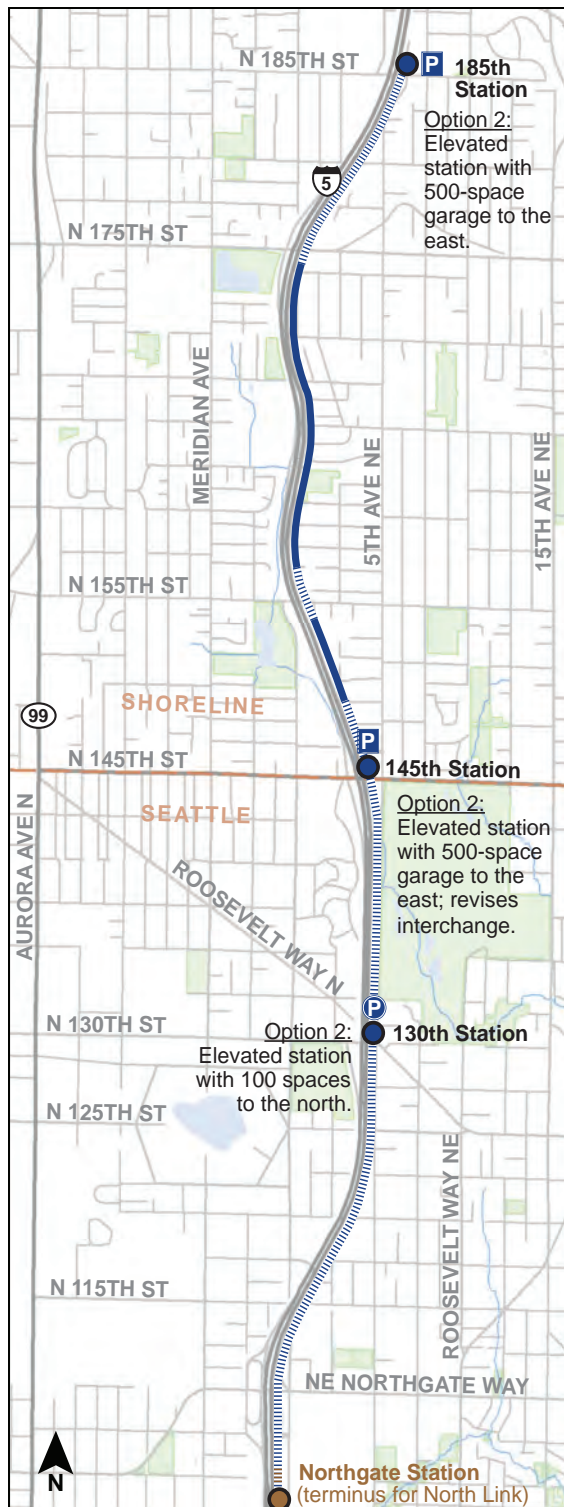 N 185TH ST
P
185th
Station
Option 2:
Elevated
station with
500-space
garage to the
east.
5
N 175TH ST
MERIDIAN AVE
5TH AVE NE
15TH AVE NE
N 155TH ST
SHORELINE
99
P
N 145TH ST
145th Station
SEATTLE
Option 2:
Elevated station
with 500-space
garage to the
east; revises
interchange.
AURORA AVE N
ROOSEVELT WAY N
P
N 130TH ST
130th Station
Option 2:
Elevated station
with 100 spaces
to the north.
N 125TH ST
ROOSEVELT WAY NE
N 115TH ST
NE NORTHGATE WAY
N
Northgate Station
(terminus for North Link)